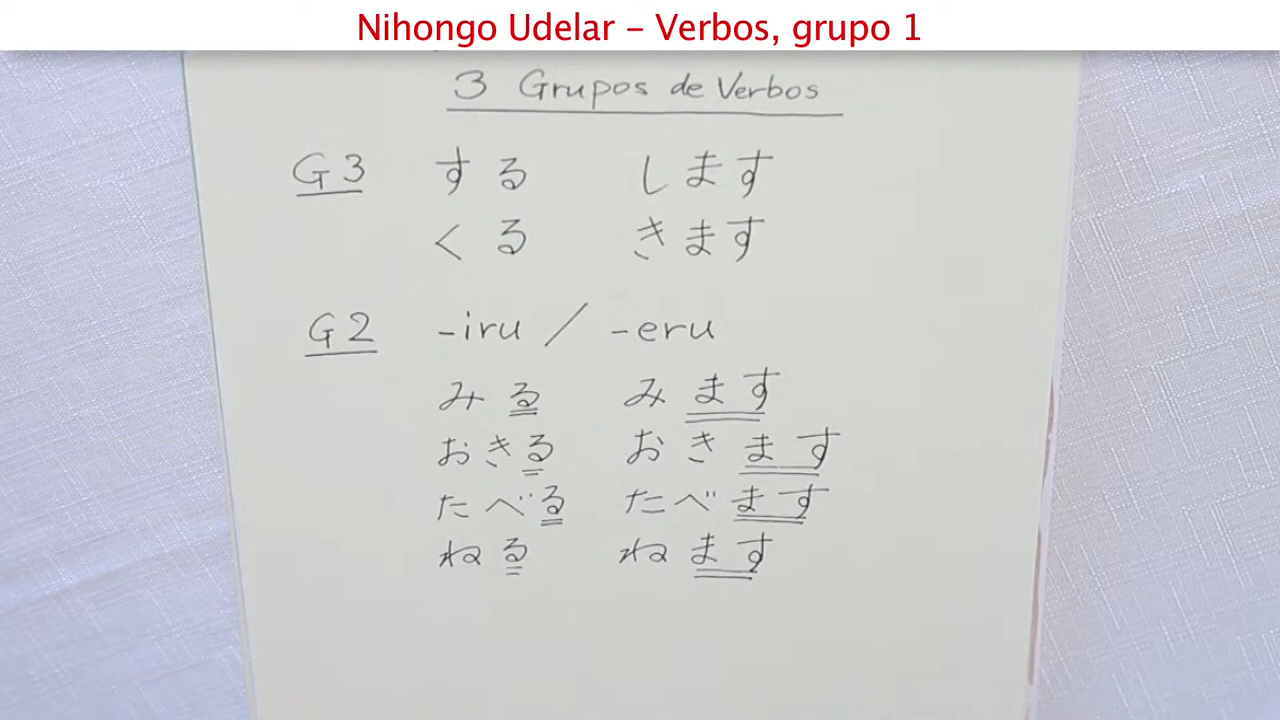 Nihongo Udelar – Verbos, grupo 1
3 Grupos de Verbos
G3 する します
くる きます
G2 -iru / -eru
みる みます
おきる おきます
たべる たべます
ねる ねます